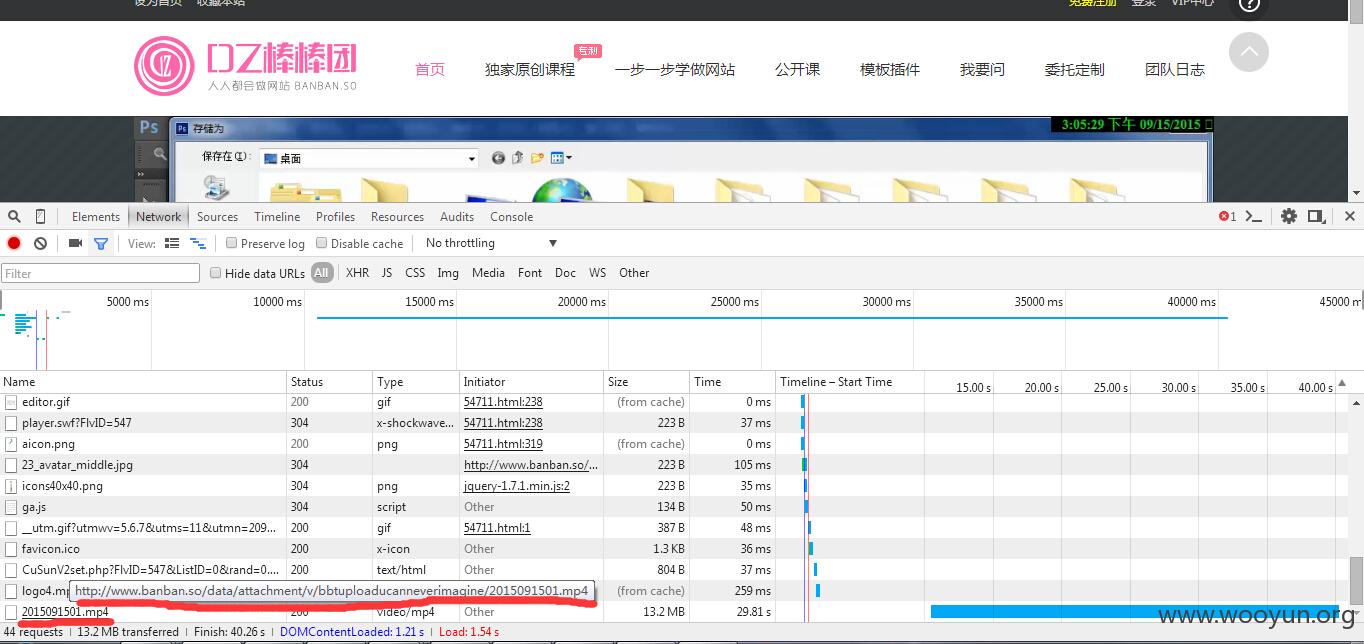 设为首页 收藏本站 免费注册 登录 VIP中心
DZ棒棒团
人人都会做网站 BANBAN.SO
专制
首页 独家原创课程 一步一步学做网站 公开课 模板插件 我要问 委托定制 团队日志
Ps Ps 存储为 3:05:29 下午 09/15/2015
保存在(I): 桌面
Elements Network Sources Timeline Profiles Resources Audits Console 1
View: Preserve log Disable cache No throttling
Filter Hide data URLs All XHR JS CSS Img Media Font Doc WS Other
5000 ms 10000 ms 15000 ms 20000 ms 25000 ms 30000 ms 35000 ms 40000 ms 45000 m
Name Status Type Initiator Size Time Timeline – Start Time 15.00 s 20.00 s 25.00 s 30.00 s 35.00 s 40.00 s
editor.gif 200 gif 54711.html:238 (from cache) 0 ms
player.swf?FlvID=547 304 x-shockwave... 54711.html:238 223 B 37 ms
aicon.png 200 png 54711.html:319 (from cache) 0 ms
23_avatar_middle.jpg 304 http://www.banban.so/... 223 B 105 ms
icons40x40.png 304 png jquery-1.7.1.min.js:2 223 B 35 ms
ga.js 304 script Other 134 B 50 ms
__utm.gif?utmwv=5.6.7&utms=11&utmn=209... 200 gif 54711.html:1 387 B 48 ms
favicon.ico 200 x-icon Other 1.3 KB 36 ms
CuSunV2set.php?FlvID=547&ListID=0&rand=0.... 200 text/html Other 804 B 37 ms
logo4.mp http://www.banban.so/data/attachment/v/bbtuploaducanneverimagine/2015091501.mp4 (from cache) 259 ms
2015091501.mp4 200 video/mp4 Other 13.2 MB 29.81 s
www.wooyun.org
44 requests | 13.2 MB transferred | Finish: 40.26 s | DOMContentLoaded: 1.21 s | Load: 1.54 s